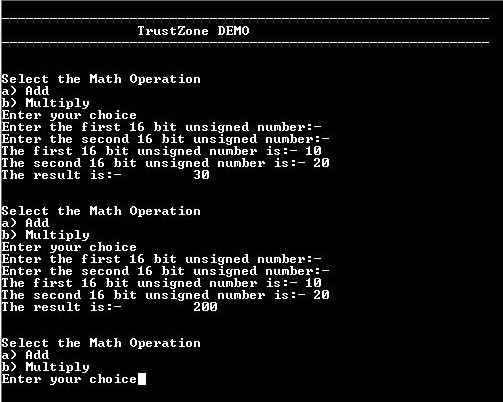 TrustZone DEMO
Select the Math Operation
a) Add
b) Multiply
Enter your choice
Enter the first 16 bit unsigned number:-
Enter the second 16 bit unsigned number:-
The first 16 bit unsigned number is:- 10
The second 16 bit unsigned number is:- 20
The result is:- 30
Select the Math Operation
a) Add
b) Multiply
Enter your choice
Enter the first 16 bit unsigned number:-
Enter the second 16 bit unsigned number:-
The first 16 bit unsigned number is:- 10
The second 16 bit unsigned number is:- 20
The result is:- 200
Select the Math Operation
a) Add
b) Multiply
Enter your choice